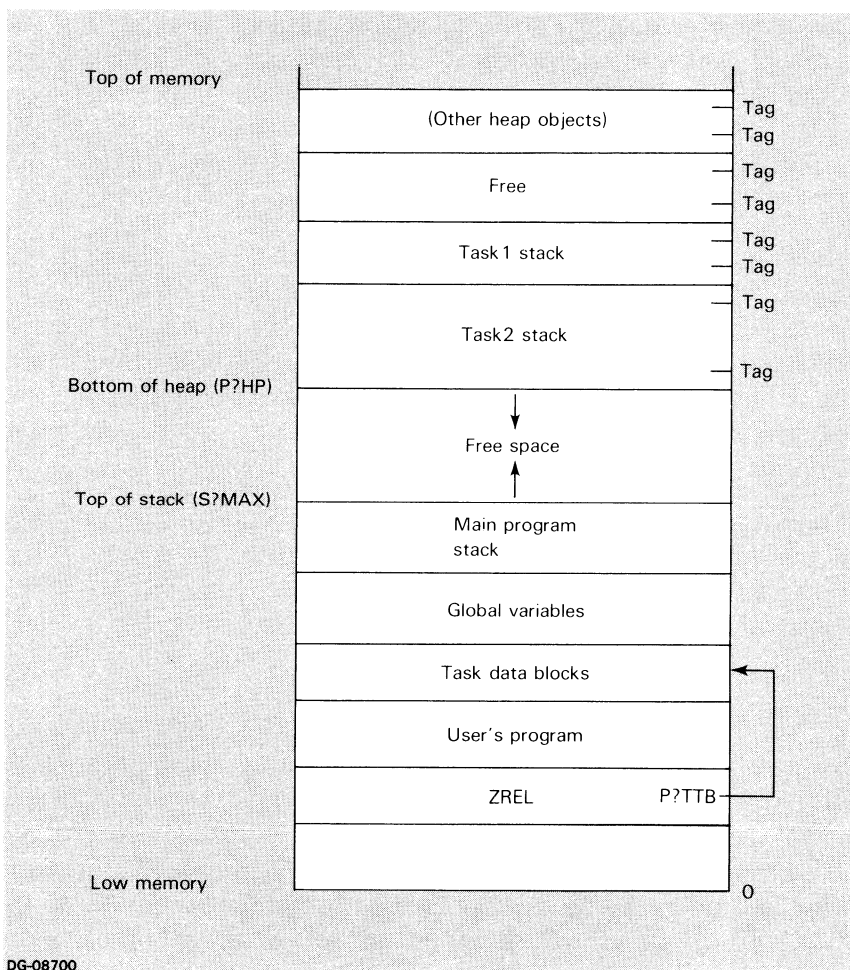 Top of memory
(Other heap objects)
Tag
Tag
Free
Tag
Tag
Task1 stack
Tag
Tag
Task2 stack
Tag
Tag
Bottom of heap (P?HP)
Free space
Top of stack (S?MAX)
Main program
stack
Global variables
Task data blocks
User's program
ZREL P?TTB
Low memory
0
DG-08700